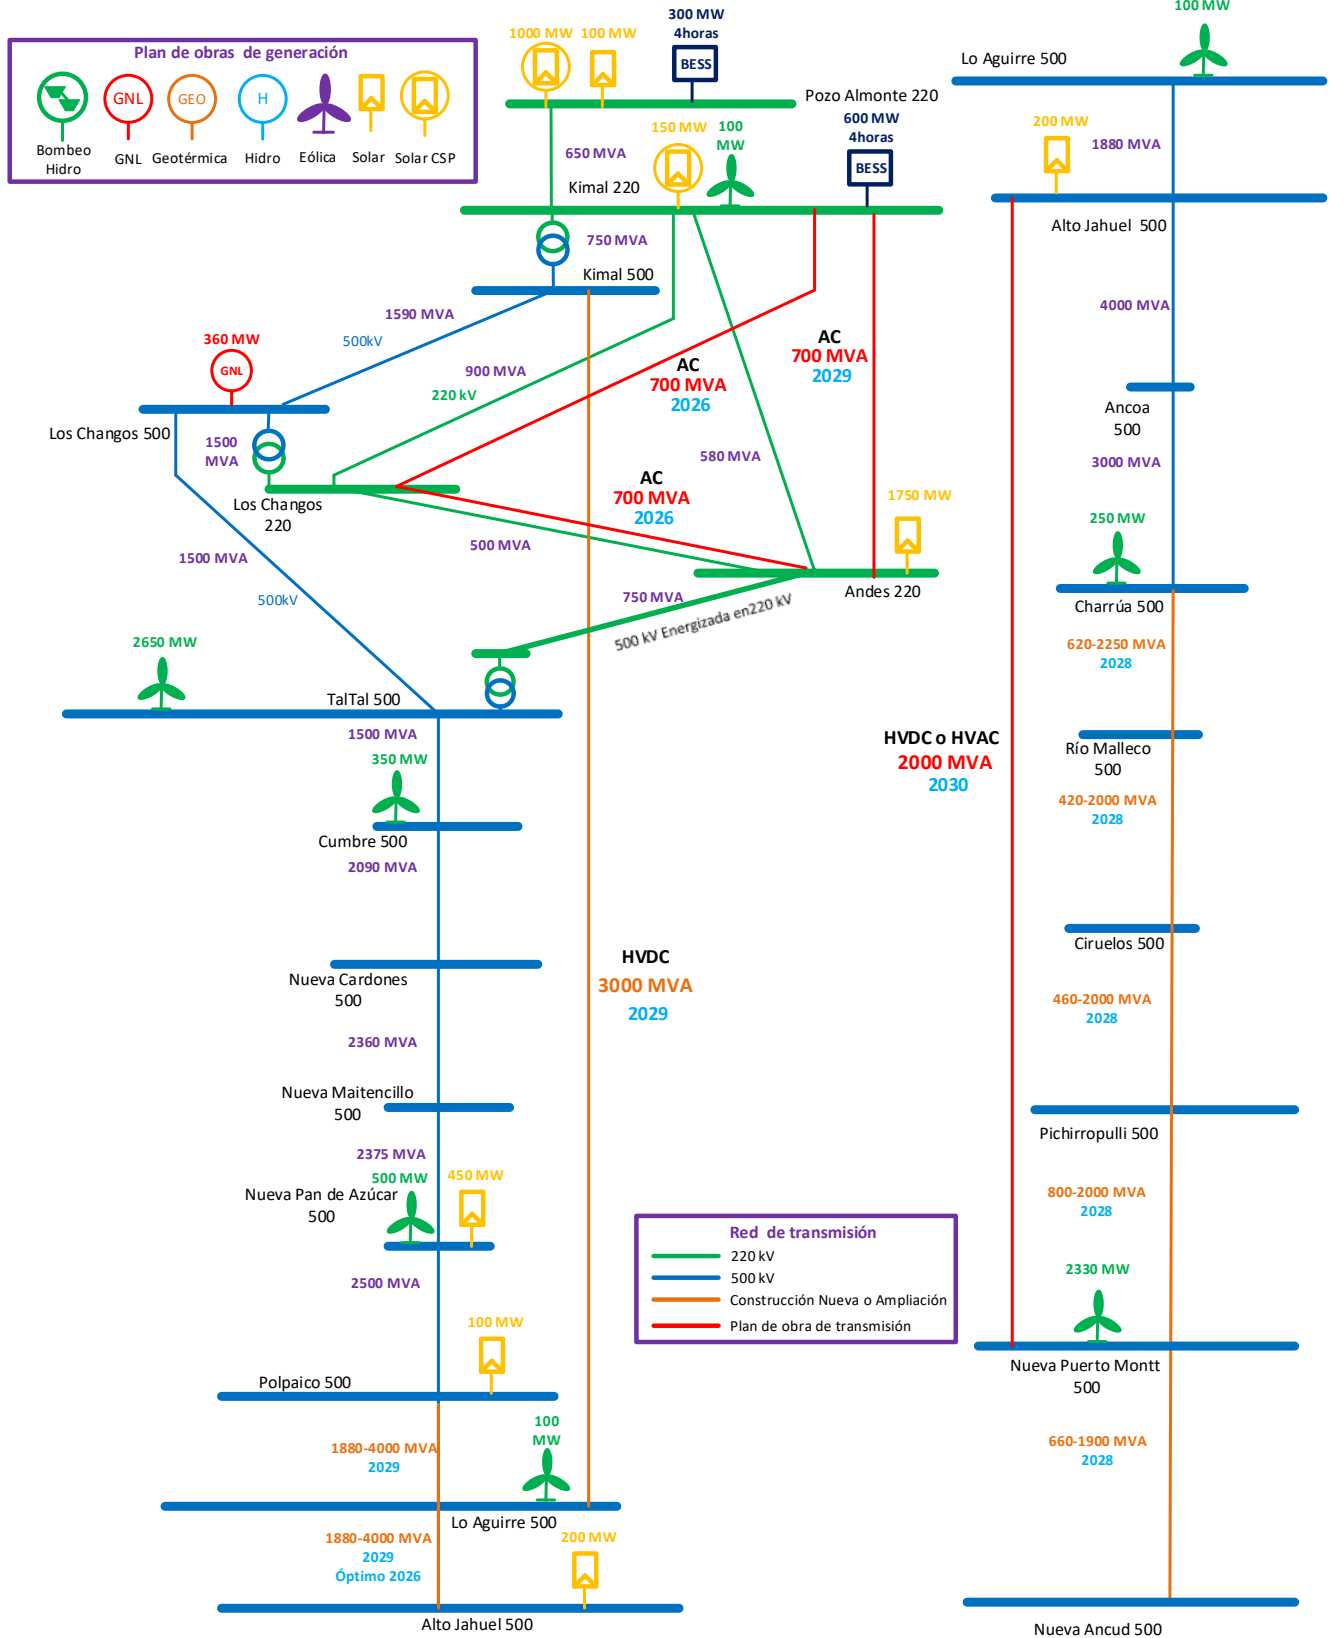 Plan de obras de generación
GNL
GEO
H
Bombeo
Hidro
GNL
Geotérmica
Hidro
Eólica
Solar
Solar CSP
1000 MW
100 MW
300 MW
4horas
BESS
Pozo Almonte 220
650 MVA
150 MW
100
MW
600 MW
4horas
BESS
Kimal 220
750 MVA
Kimal 500
1590 MVA
500kV
360 MW
GNL
900 MVA
220 kV
AC
700 MVA
2026
AC
700 MVA
2029
Los Changos 500
1500
MVA
580 MVA
Los Changos
220
AC
700 MVA
2026
1750 MW
500 MVA
1500 MVA
500kV
750 MVA
500 kV Energizada en220 kV
Andes 220
2650 MW
TalTal 500
1500 MVA
350 MW
Cumbre 500
2090 MVA
Nueva Cardones
500
HVDC
3000 MVA
2029
2360 MVA
Nueva Maitencillo
500
2375 MVA
500 MW
450 MW
Nueva Pan de Azúcar
500
2500 MVA
100 MW
Polpaico 500
1880-4000 MVA
2029
100
MW
Lo Aguirre 500
1880-4000 MVA
2029
Óptimo 2026
200 MW
Alto Jahuel 500
Red de transmisión
220 kV
500 kV
Construcción Nueva o Ampliación
Plan de obra de transmisión
100 MW
Lo Aguirre 500
200 MW
1880 MVA
Alto Jahuel 500
4000 MVA
Ancoa
500
3000 MVA
250 MW
Charrúa 500
620-2250 MVA
2028
HVDC o HVAC
2000 MVA
2030
Río Malleco
500
420-2000 MVA
2028
Ciruelos 500
460-2000 MVA
2028
Pichirropulli 500
800-2000 MVA
2028
2330 MW
Nueva Puerto Montt
500
660-1900 MVA
2028
Nueva Ancud 500